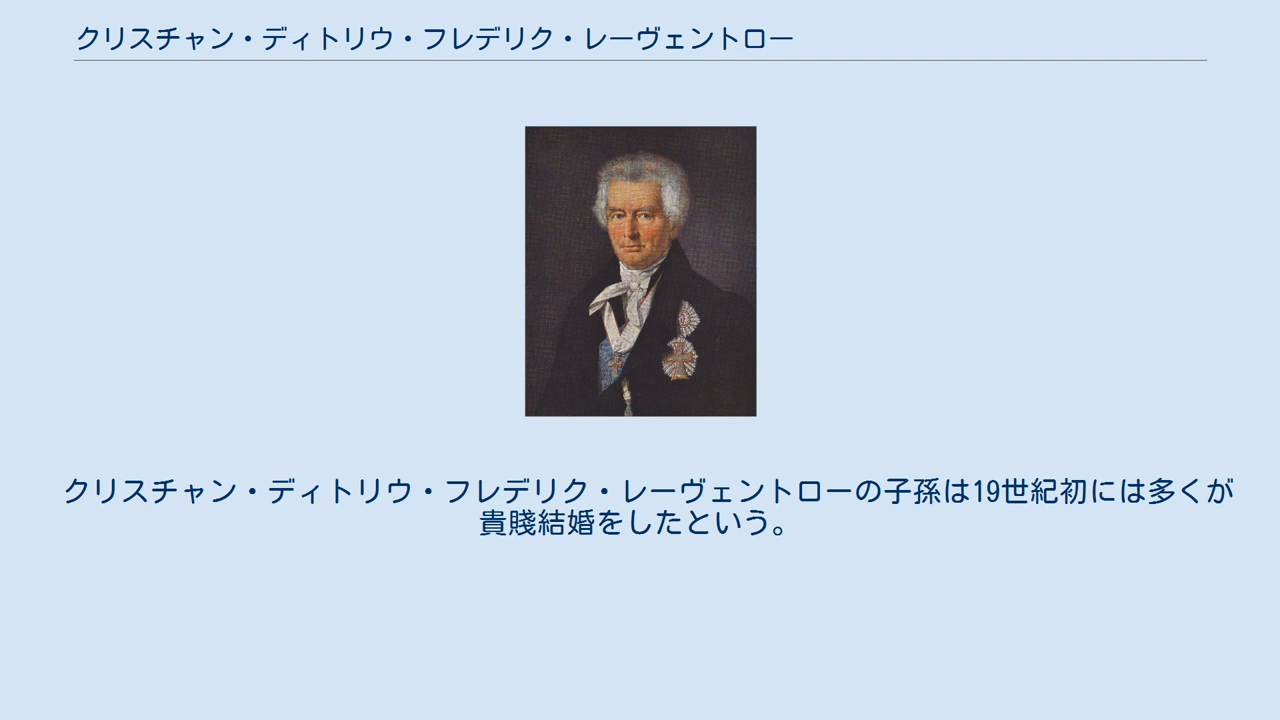 クリスチャン・ディトリウ・フレデリク・レーヴェントロー
クリスチャン・ディトリウ・フレデリク・レーヴェントローの子孫は19世紀初には多くが
貴賤結婚をしたという。